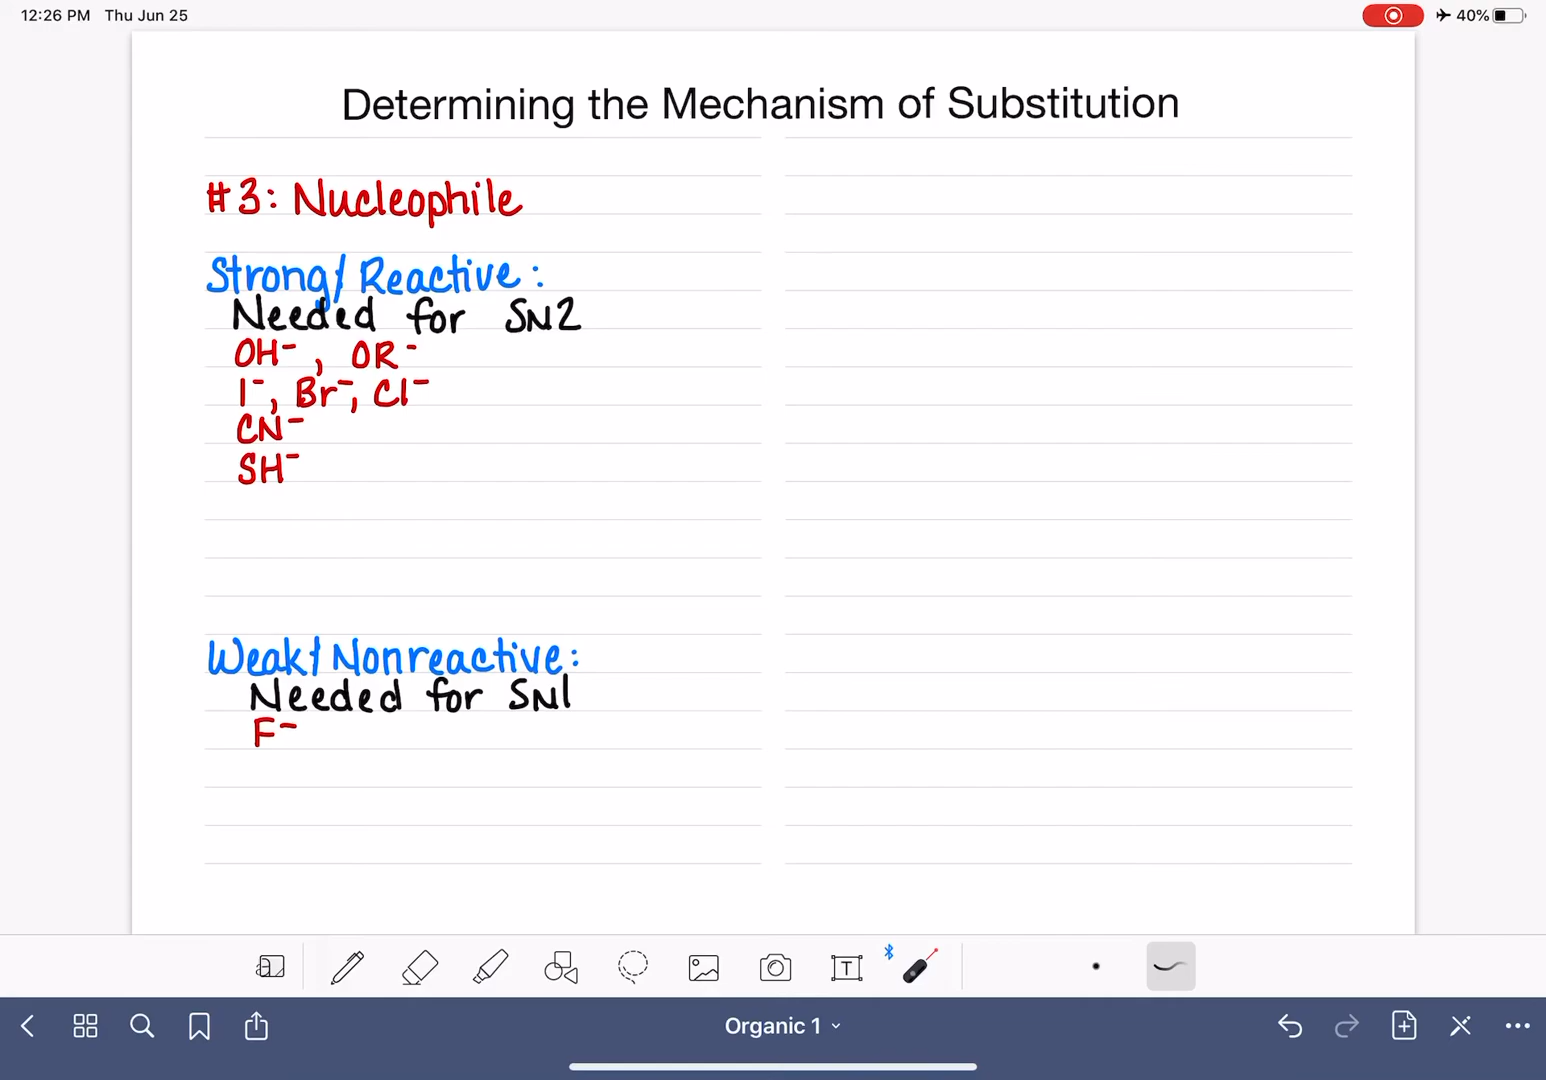 12:26 PM Thu Jun 25
40%
Determining the Mechanism of Substitution
#3: Nucleophile
Strong/Reactive:
Needed for SN2
OH⁻, OR⁻
I⁻, Br⁻, Cl⁻
CN⁻
SH⁻
Weak/Nonreactive:
Needed for SN1
F⁻
T
Organic 1